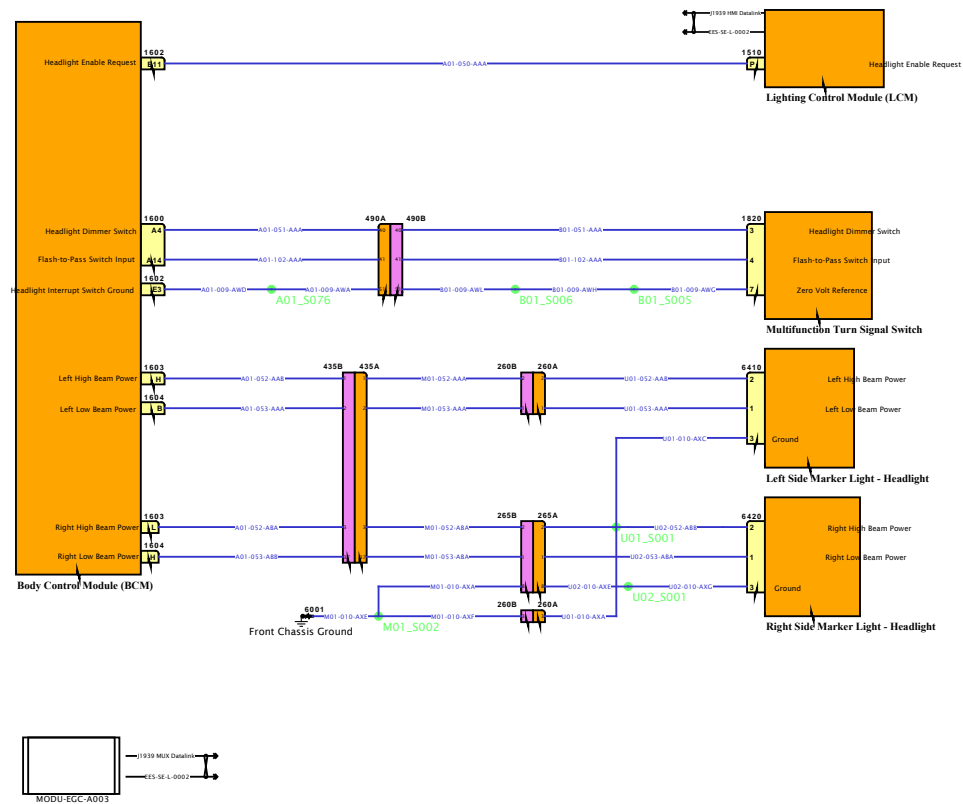 J1939 HMI Datalink
EES-SE-L-0002
1602
E11
Headlight Enable Request
A01-050-AAA
1510
P
Headlight Enable Request
Lighting Control Module (LCM)
1600
490A
490B
1820
Headlight Dimmer Switch
A4
A01-051-AAA
40
40
B01-051-AAA
3
Headlight Dimmer Switch
Flash-to-Pass Switch Input
A14
A01-102-AAA
41
41
B01-102-AAA
4
Flash-to-Pass Switch Input
1602
Headlight Interrupt Switch Ground
E3
A01-009-AWD
A01-009-AWA
B01-009-AWL
B01-009-AWH
B01-009-AWG
7
Zero Volt Reference
A01_S076
B01_S006
B01_S005
Multifunction Turn Signal Switch
1603
435B
435A
260B
260A
6410
Left High Beam Power
H
A01-052-AAB
M01-052-AAA
U01-052-AAB
2
Left High Beam Power
1604
Left Low Beam Power
B
A01-053-AAA
2
2
M01-053-AAA
U01-053-AAA
1
Left Low Beam Power
U01-010-AXC
3
Ground
Left Side Marker Light - Headlight
1603
265B
265A
6420
Right High Beam Power
L
A01-052-ABA
M01-052-ABA
U02-052-ABB
2
Right High Beam Power
U01_S001
1604
Right Low Beam Power
H
A01-053-ABB
M01-053-ABA
U02-053-ABA
1
Right Low Beam Power
Body Control Module (BCM)
M01-010-AXA
U02-010-AXE
U02-010-AXG
3
Ground
U02_S001
6001
260B
260A
M01-010-AXE
M01-010-AXF
U01-010-AXA
M01_S002
Front Chassis Ground
Right Side Marker Light - Headlight
J1939 MUX Datalink
EES-SE-L-0002
MODU-EGC-A003